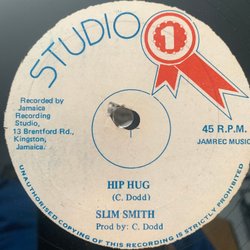 STUDIO 1
Recorded by
Jamaica
Recording
Studio,
13 Brentford Rd.,
Kingston,
Jamaica.
45 R.P.M.
JAMREC MUSIC
HIP HUG
(C. Dodd)
SLIM SMITH
Prod by: C. Dodd
UNAUTHORISED COPYING OF THIS RECORDING IS STRICTLY PROHIBITED